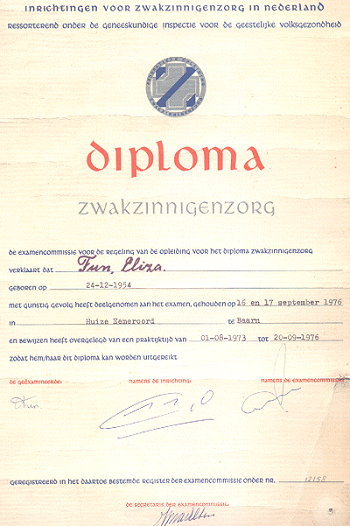 inrichtingen voor zwakzinnigenzorg in nederland
ressorterend onder de geneeskundige inspectie voor de geestelijke volksgezondheid
diploma
zwakzinnigenzorg
de examencommissie voor de regeling van de opleiding voor het diploma zwakzinnigenzorg
verklaart dat Fun, Eliza.
geboren op 24-12-1954
met gunstig gevolg heeft deelgenomen aan het examen, gehouden op 16 en 17 september 1976
in Huize Zeneroord te Baarn
en bewijzen heeft overgelegd van een praktijktijd van 01-08-1973 tot 20-09-1976
zodat hem/haar dit diploma kan worden uitgereikt.
de geëxamineerde: namens de inrichting: namens de examencommissie:
Fun.
geregistreerd in het daartoe bestemde register der examencommissie onder nr. 12158
de secretaris der examencommissie